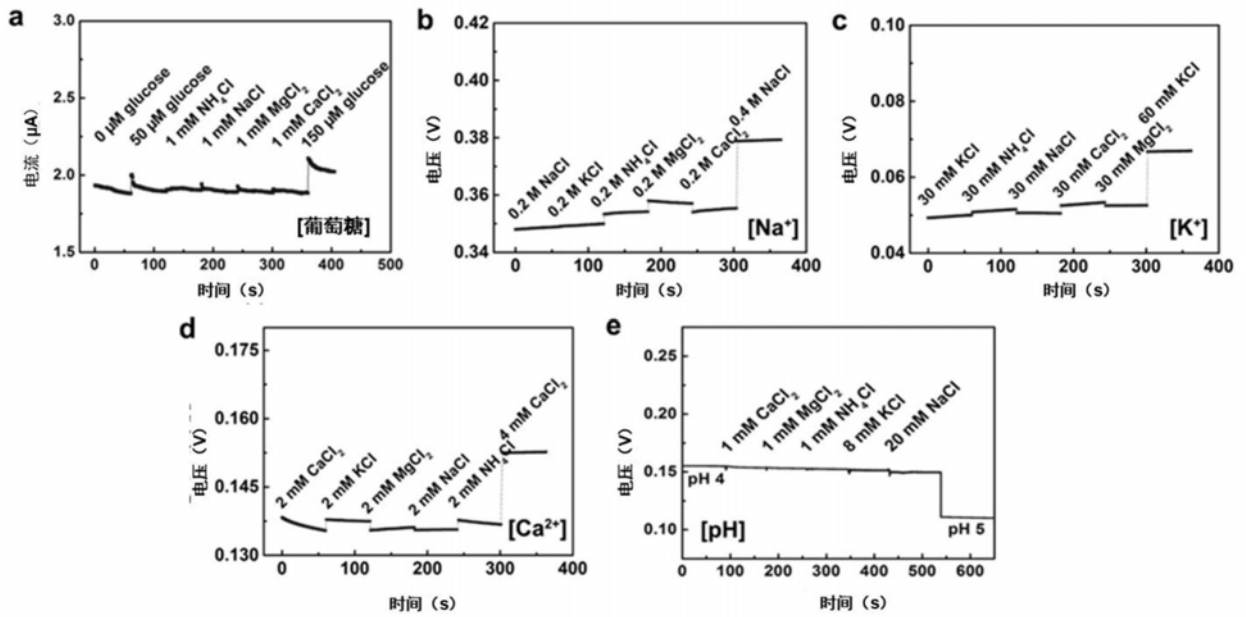 a
3.0
2.5
2.0
1.5
电流（μA）
0 μM glucose
50 μM glucose
1 mM NH₄Cl
1 mM NaCl
1 mM MgCl₂
1 mM CaCl₂
150 μM glucose
[葡萄糖]
0 100 200 300 400 500
时间（s）
b
0.42
0.40
0.38
0.36
0.34
电压（V）
0.2 M NaCl
0.2 M KCl
0.2 M NH₄Cl
0.2 M MgCl₂
0.2 M CaCl₂
0.4 M NaCl
[Na⁺]
0 100 200 300 400
时间（s）
c
0.10
0.08
0.06
0.04
电压（V）
30 mM KCl
30 mM NH₄Cl
30 mM NaCl
30 mM CaCl₂
30 mM MgCl₂
60 mM KCl
[K⁺]
0 100 200 300 400
时间（s）
d
0.175
0.160
0.145
0.130
电压（V）
2 mM CaCl₂
2 mM KCl
2 mM MgCl₂
2 mM NaCl
2 mM NH₄Cl
4 mM CaCl₂
[Ca²⁺]
0 100 200 300 400
时间（s）
e
0.25
0.20
0.15
0.10
电压（V）
pH 4
1 mM CaCl₂
1 mM MgCl₂
1 mM NH₄Cl
8 mM KCl
20 mM NaCl
pH 5
[pH]
0 100 200 300 400 500 600
时间（s）